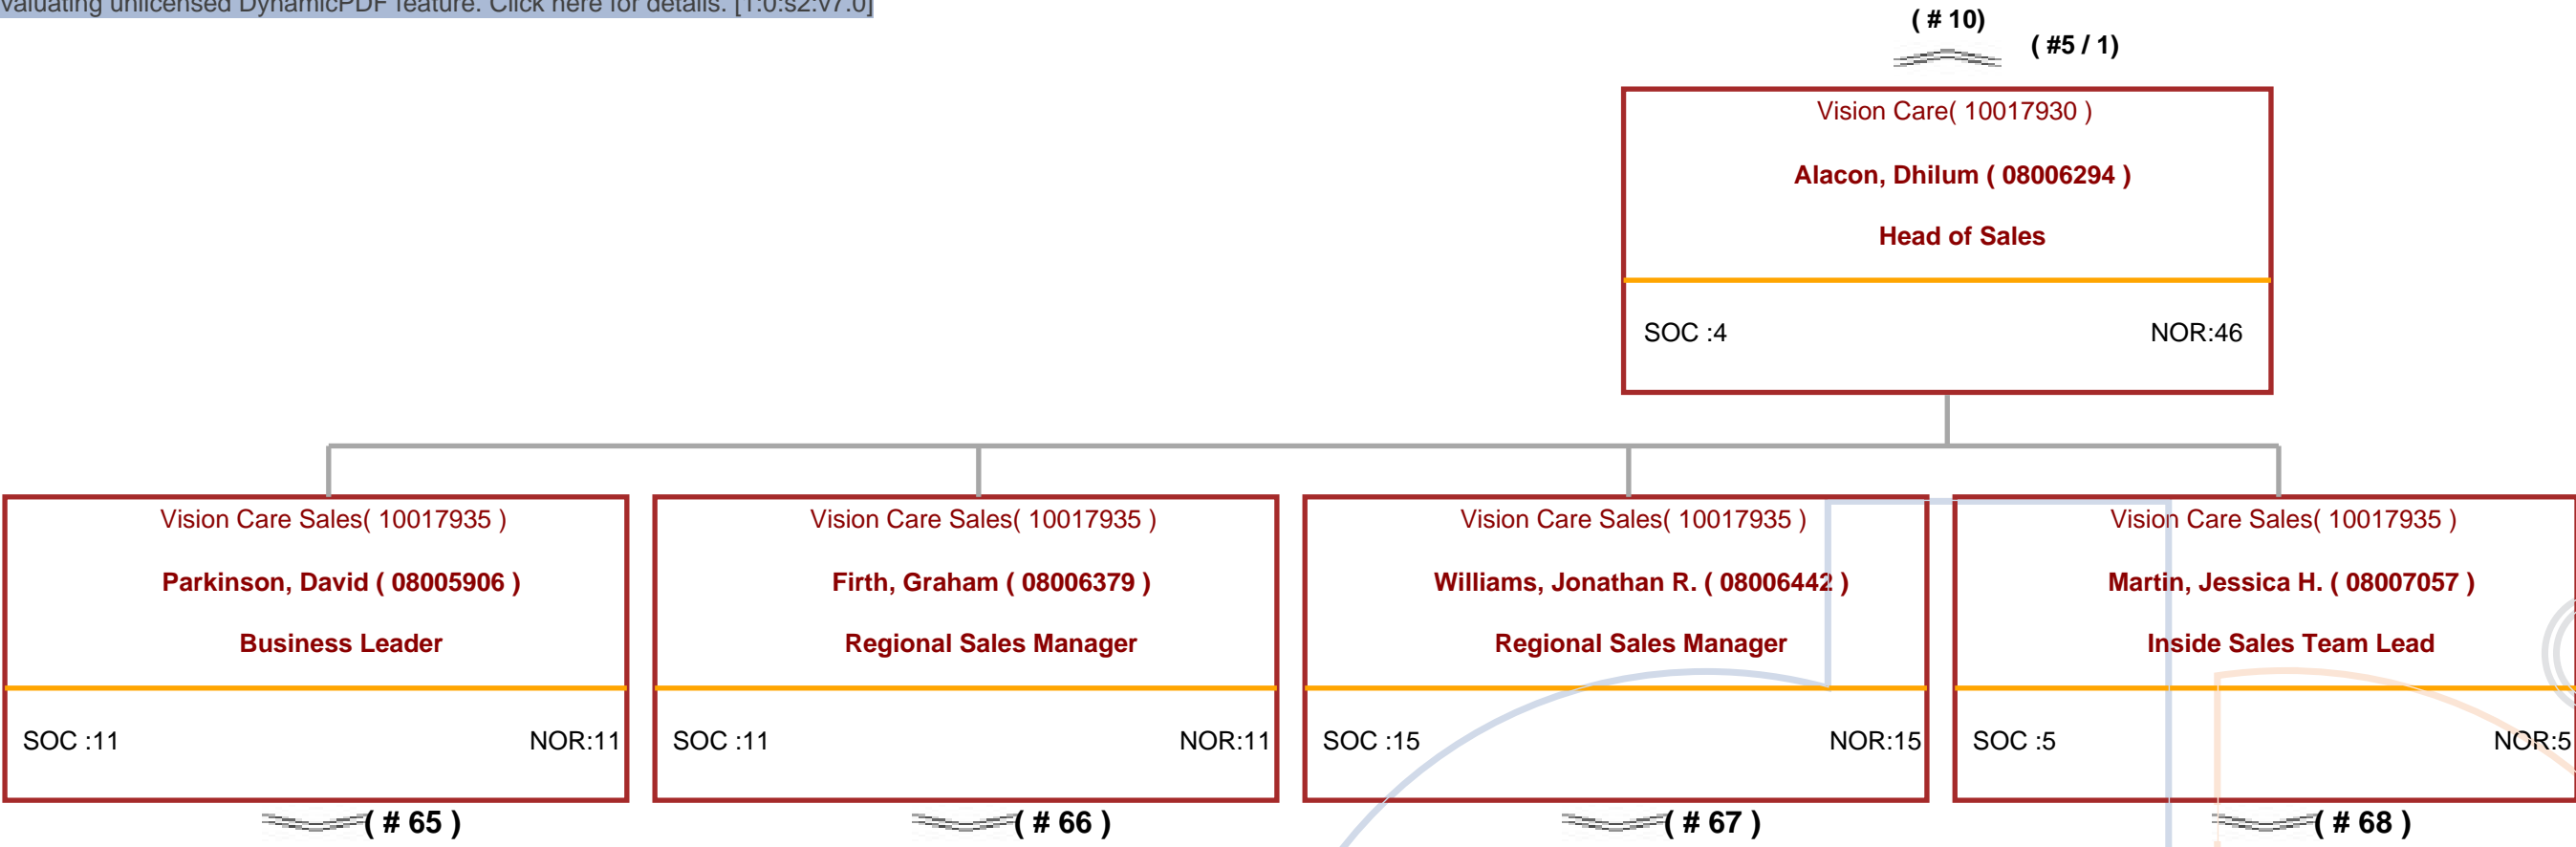 valuating unlicensed DynamicPDF feature. Click here for details. [1:0:s2:v7.0]
( # 10)
( #5 / 1)
Vision Care( 10017930 )
Alacon, Dhilum ( 08006294 )
Head of Sales
SOC :4 NOR:46
Vision Care Sales( 10017935 )
Parkinson, David ( 08005906 )
Business Leader
SOC :11 NOR:11
( # 65 )
Vision Care Sales( 10017935 )
Firth, Graham ( 08006379 )
Regional Sales Manager
SOC :11 NOR:11
( # 66 )
Vision Care Sales( 10017935 )
Williams, Jonathan R. ( 08006442 )
Regional Sales Manager
SOC :15 NOR:15
( # 67 )
Vision Care Sales( 10017935 )
Martin, Jessica H. ( 08007057 )
Inside Sales Team Lead
SOC :5 NOR:5
( # 68 )